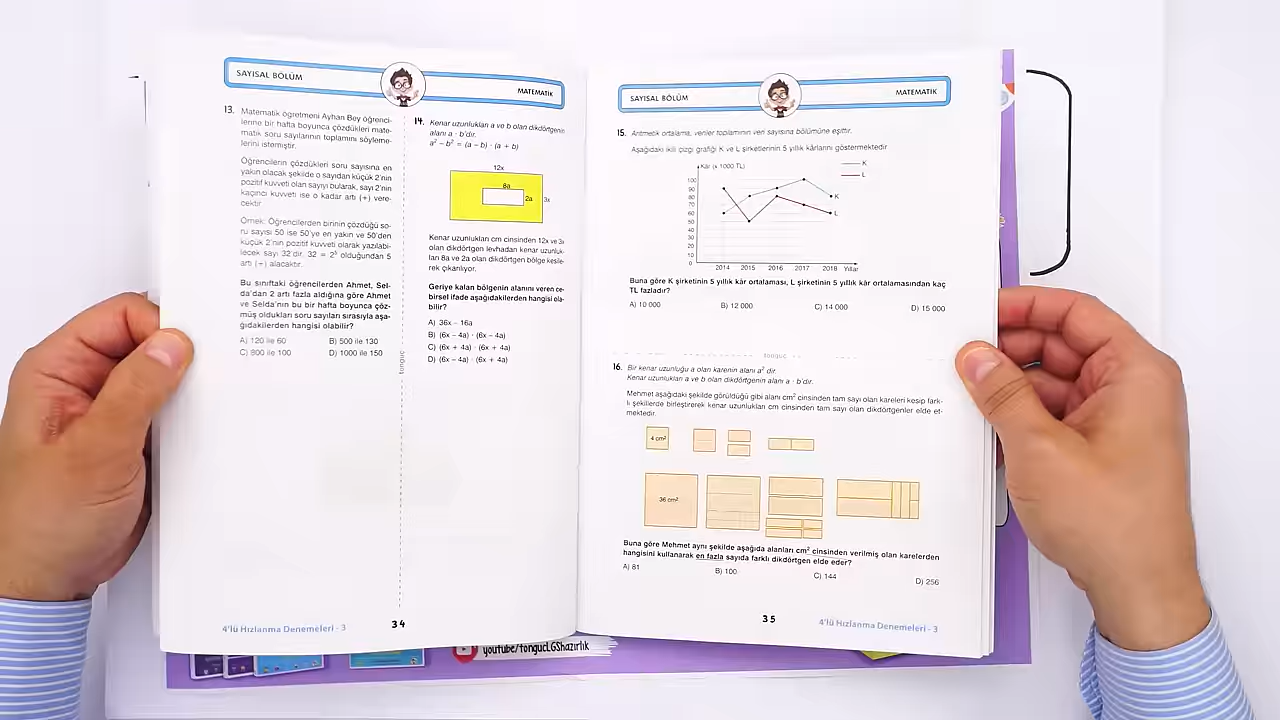 SAYISAL BÖLÜM
MATEMATİK
13. Matematik öğretmeni Ayhan Bey öğrenci-
lerine bir hafta boyunca çözdükleri mate-
matik soru sayılarının toplamını söyleme-
lerini istemiştir.
Öğrencilerin çözdükleri soru sayısına en
yakın olacak şekilde o sayıdan küçük 2'nin
pozitif kuvveti olan sayıyı bularak, sayı 2'nin
kaçıncı kuvveti ise o kadar artı (+) vere-
cektir.
Örnek: Öğrencilerden birinin çözdüğü so-
ru sayısı 50 ise 50'ye en yakın ve 50'den
küçük 2'nin pozitif kuvveti olarak yazılabi-
lecek sayı 32'dir. 32 = 2⁵ olduğundan 5
artı (+) alacaktır.
Bu sınıftaki öğrencilerden Ahmet, Sel-
da'dan 2 artı fazla aldığına göre Ahmet
ve Selda'nın bu bir hafta boyunca çöz-
müş oldukları soru sayıları sırasıyla aşa-
ğıdakilerden hangisi olabilir?
A) 120 ile 60
B) 500 ile 130
C) 900 ile 100
D) 1000 ile 150
tonguç
14. Kenar uzunlukları a ve b olan dikdörtgenin
alanı a · b'dir.
a² − b² = (a − b) · (a + b)
12x
8a
2a
3x
Kenar uzunlukları cm cinsinden 12x ve 3x
olan dikdörtgen levhadan kenar uzunluk-
ları 8a ve 2a olan dikdörtgen bölge kesile-
rek çıkarılıyor.
Geriye kalan bölgenin alanını veren ce-
birsel ifade aşağıdakilerden hangisi ola-
bilir?
A) 36x − 16a
B) (6x − 4a) · (6x − 4a)
C) (6x + 4a) · (6x + 4a)
D) (6x − 4a) · (6x + 4a)
4'lü Hızlanma Denemeleri - 3
34
SAYISAL BÖLÜM
MATEMATİK
15. Aritmetik ortalama, veriler toplamının veri sayısına bölümüne eşittir.
Aşağıdaki ikili çizgi grafiği K ve L şirketlerinin 5 yıllık kârlarını göstermektedir.
Kâr (x 1000 TL)
K
L
100
90
80
70
60
50
40
30
20
10
0
K
L
2014 2015 2016 2017 2018 Yıllar
Buna göre K şirketinin 5 yıllık kâr ortalaması, L şirketinin 5 yıllık kâr ortalamasından kaç
TL fazladır?
A) 10 000
B) 12 000
C) 14 000
D) 15 000
tonguç
16. Bir kenar uzunluğu a olan karenin alanı a² dir.
Kenar uzunlukları a ve b olan dikdörtgenin alanı a · b'dir.
Mehmet aşağıdaki şekilde görüldüğü gibi alanı cm² cinsinden tam sayı olan kareleri kesip fark-
lı şekillerde birleştirerek kenar uzunlukları cm cinsinden tam sayı olan dikdörtgenler elde et-
mektedir.
4 cm²
36 cm²
Buna göre Mehmet aynı şekilde aşağıda alanları cm² cinsinden verilmiş olan karelerden
hangisini kullanarak en fazla sayıda farklı dikdörtgen elde eder?
A) 81
B) 100
C) 144
D) 256
35
4'lü Hızlanma Denemeleri - 3
youtube/tonguçLGShazırlık